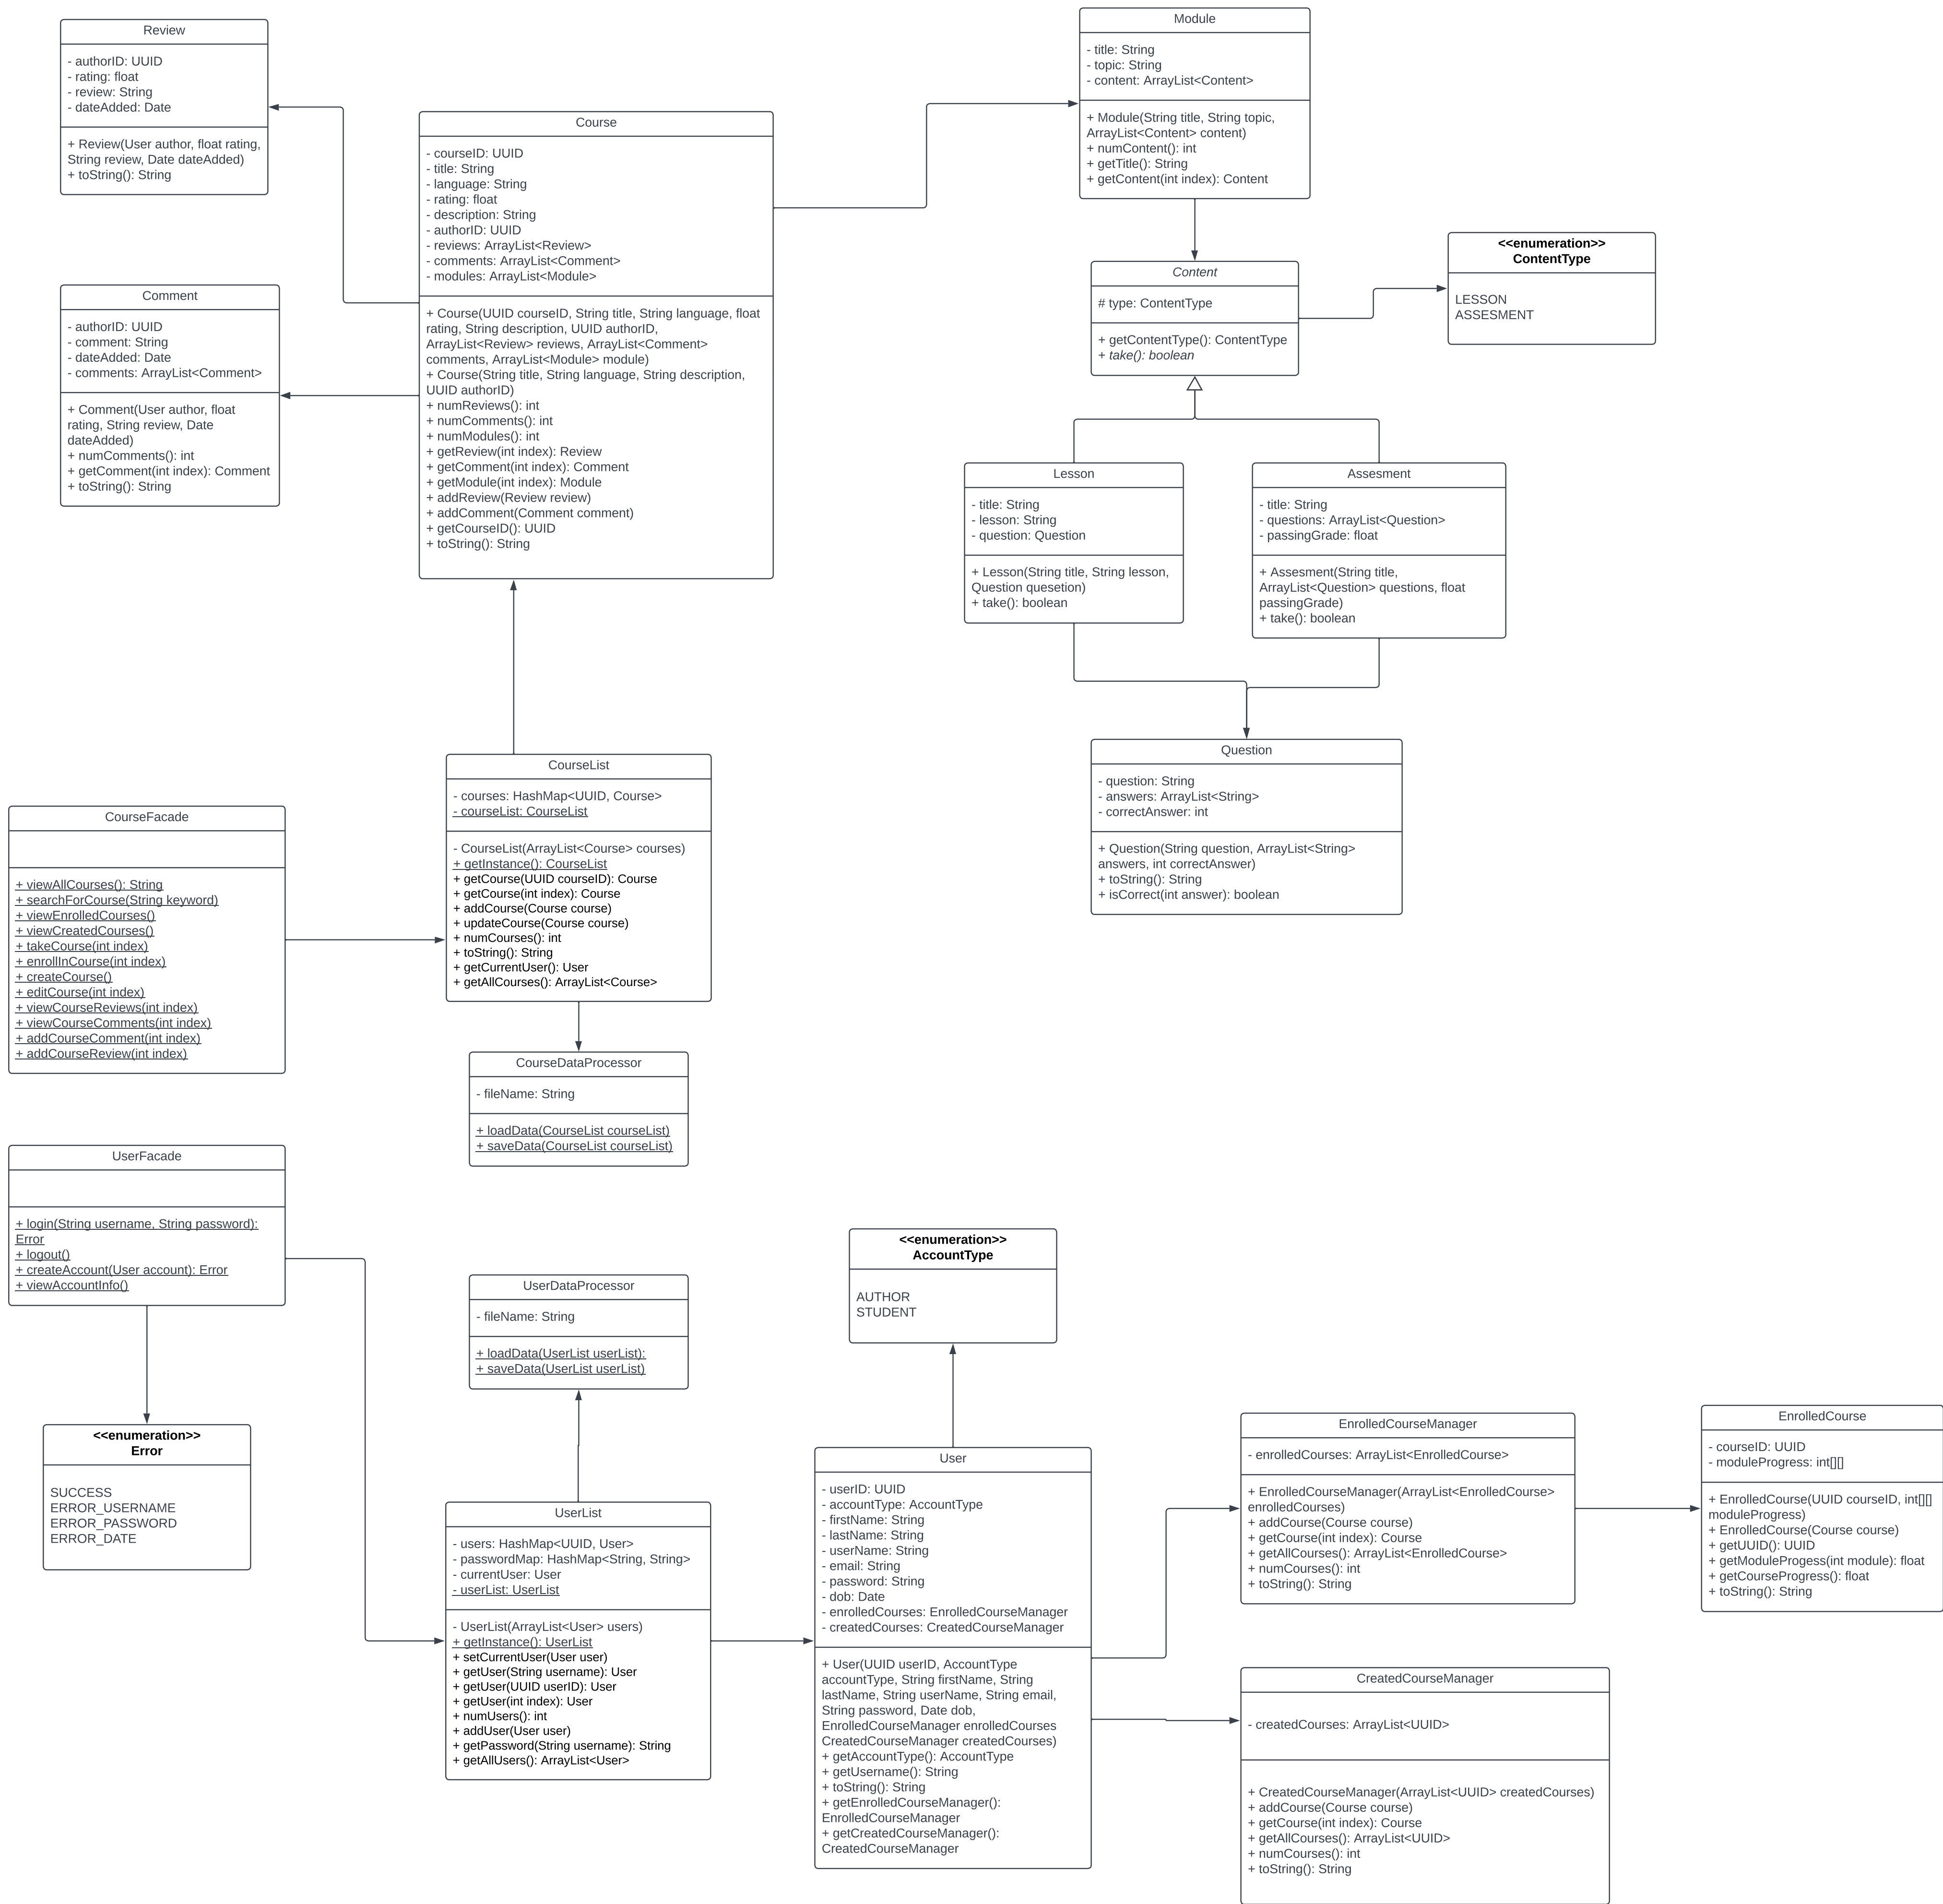 Review
- authorID: UUID
- rating: float
- review: String
- dateAdded: Date
+ Review(User author, float rating,
String review, Date dateAdded)
+ toString(): String
Comment
- authorID: UUID
- comment: String
- dateAdded: Date
- comments: ArrayList<Comment>
+ Comment(User author, float
rating, String review, Date
dateAdded)
+ numComments(): int
+ getComment(int index): Comment
+ toString(): String
Course
- courseID: UUID
- title: String
- language: String
- rating: float
- description: String
- authorID: UUID
- reviews: ArrayList<Review>
- comments: ArrayList<Comment>
- modules: ArrayList<Module>
+ Course(UUID courseID, String title, String language, float
rating, String description, UUID authorID,
ArrayList<Review> reviews, ArrayList<Comment>
comments, ArrayList<Module> module)
+ Course(String title, String language, String description,
UUID authorID)
+ numReviews(): int
+ numComments(): int
+ numModules(): int
+ getReview(int index): Review
+ getComment(int index): Comment
+ getModule(int index): Module
+ addReview(Review review)
+ addComment(Comment comment)
+ getCourseID(): UUID
+ toString(): String
Module
- title: String
- topic: String
- content: ArrayList<Content>
+ Module(String title, String topic,
ArrayList<Content> content)
+ numContent(): int
+ getTitle(): String
+ getContent(int index): Content
Content
# type: ContentType
+ getContentType(): ContentType
+ take(): boolean
<<enumeration>>
ContentType
LESSON
ASSESMENT
Lesson
- title: String
- lesson: String
- question: Question
+ Lesson(String title, String lesson,
Question quesetion)
+ take(): boolean
Assesment
- title: String
- questions: ArrayList<Question>
- passingGrade: float
+ Assesment(String title,
ArrayList<Question> questions, float
passingGrade)
+ take(): boolean
Question
- question: String
- answers: ArrayList<String>
- correctAnswer: int
+ Question(String question, ArrayList<String>
answers, int correctAnswer)
+ toString(): String
+ isCorrect(int answer): boolean
CourseFacade
+ viewAllCourses(): String
+ searchForCourse(String keyword)
+ viewEnrolledCourses()
+ viewCreatedCourses()
+ takeCourse(int index)
+ enrollInCourse(int index)
+ createCourse()
+ editCourse(int index)
+ viewCourseReviews(int index)
+ viewCourseComments(int index)
+ addCourseComment(int index)
+ addCourseReview(int index)
CourseList
- courses: HashMap<UUID, Course>
- courseList: CourseList
- CourseList(ArrayList<Course> courses)
+ getInstance(): CourseList
+ getCourse(UUID courseID): Course
+ getCourse(int index): Course
+ addCourse(Course course)
+ updateCourse(Course course)
+ numCourses(): int
+ toString(): String
+ getCurrentUser(): User
+ getAllCourses(): ArrayList<Course>
CourseDataProcessor
- fileName: String
+ loadData(CourseList courseList)
+ saveData(CourseList courseList)
UserFacade
+ login(String username, String password):
Error
+ logout()
+ createAccount(User account): Error
+ viewAccountInfo()
<<enumeration>>
Error
SUCCESS
ERROR_USERNAME
ERROR_PASSWORD
ERROR_DATE
UserDataProcessor
- fileName: String
+ loadData(UserList userList):
+ saveData(UserList userList)
UserList
- users: HashMap<UUID, User>
- passwordMap: HashMap<String, String>
- currentUser: User
- userList: UserList
- UserList(ArrayList<User> users)
+ getInstance(): UserList
+ setCurrentUser(User user)
+ getUser(String username): User
+ getUser(UUID userID): User
+ getUser(int index): User
+ numUsers(): int
+ addUser(User user)
+ getPassword(String username): String
+ getAllUsers(): ArrayList<User>
<<enumeration>>
AccountType
AUTHOR
STUDENT
User
- userID: UUID
- accountType: AccountType
- firstName: String
- lastName: String
- userName: String
- email: String
- password: String
- dob: Date
- enrolledCourses: EnrolledCourseManager
- createdCourses: CreatedCourseManager
+ User(UUID userID, AccountType
accountType, String firstName, String
lastName, String userName, String email,
String password, Date dob,
EnrolledCourseManager enrolledCourses
CreatedCourseManager createdCourses)
+ getAccountType(): AccountType
+ getUsername(): String
+ toString(): String
+ getEnrolledCourseManager():
EnrolledCourseManager
+ getCreatedCourseManager():
CreatedCourseManager
EnrolledCourseManager
- enrolledCourses: ArrayList<EnrolledCourse>
+ EnrolledCourseManager(ArrayList<EnrolledCourse>
enrolledCourses)
+ addCourse(Course course)
+ getCourse(int index): Course
+ getAllCourses(): ArrayList<EnrolledCourse>
+ numCourses(): int
+ toString(): String
EnrolledCourse
- courseID: UUID
- moduleProgress: int[][]
+ EnrolledCourse(UUID courseID, int[][]
moduleProgress)
+ EnrolledCourse(Course course)
+ getUUID(): UUID
+ getModuleProgess(int module): float
+ getCourseProgress(): float
+ toString(): String
CreatedCourseManager
- createdCourses: ArrayList<UUID>
+ CreatedCourseManager(ArrayList<UUID> createdCourses)
+ addCourse(Course course)
+ getCourse(int index): Course
+ getAllCourses(): ArrayList<UUID>
+ numCourses(): int
+ toString(): String